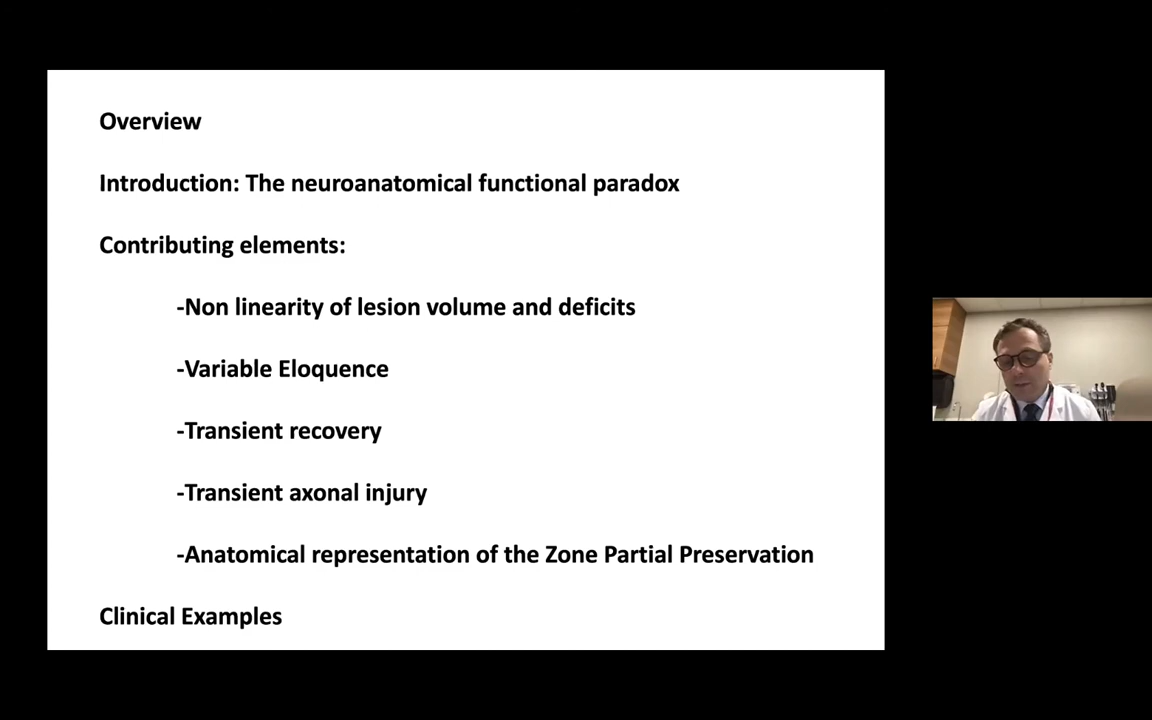 Overview
Introduction: The neuroanatomical functional paradox
Contributing elements:
-Non linearity of lesion volume and deficits
-Variable Eloquence
-Transient recovery
-Transient axonal injury
-Anatomical representation of the Zone Partial Preservation
Clinical Examples